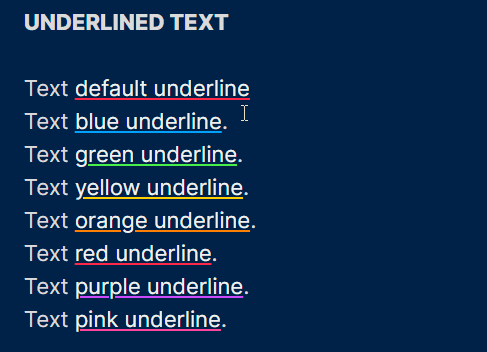 UNDERLINED TEXT
Text default underline
Text blue underline.
Text green underline.
Text yellow underline.
Text orange underline.
Text red underline.
Text purple underline.
Text pink underline.